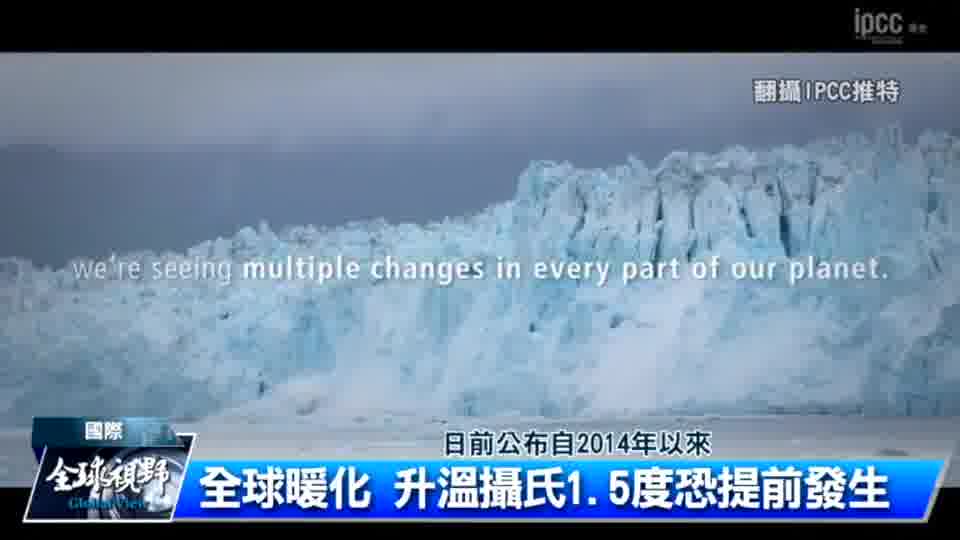 ipcc
翻攝IPCC推特
we're seeing multiple changes in every part of our planet.
國際
日前公布自2014年以來
全球視野
Global View
全球暖化 升溫攝氏1.5度恐提前發生